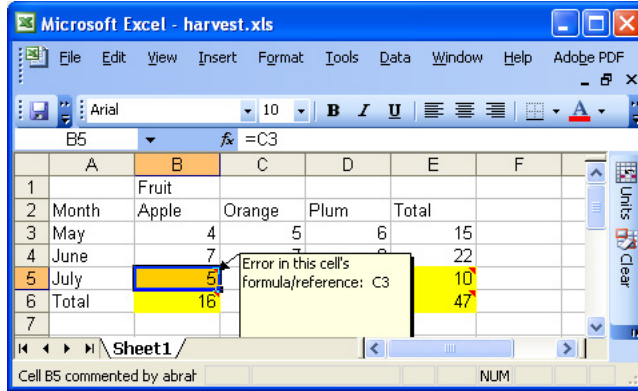 Microsoft Excel - harvest.xls
File Edit View Insert Format Tools Data Window Help Adobe PDF
Arial 10 B I U A
B5 fx =C3
A B C D E F
1 Fruit
2 Month Apple Orange Plum Total
3 May 4 5 6 15
4 June 7 22
5 July 5 10
6 Total 16 47
7
Error in this cell's
formula/reference: C3
Units
Clear
Sheet1
Cell B5 commented by abrah NUM